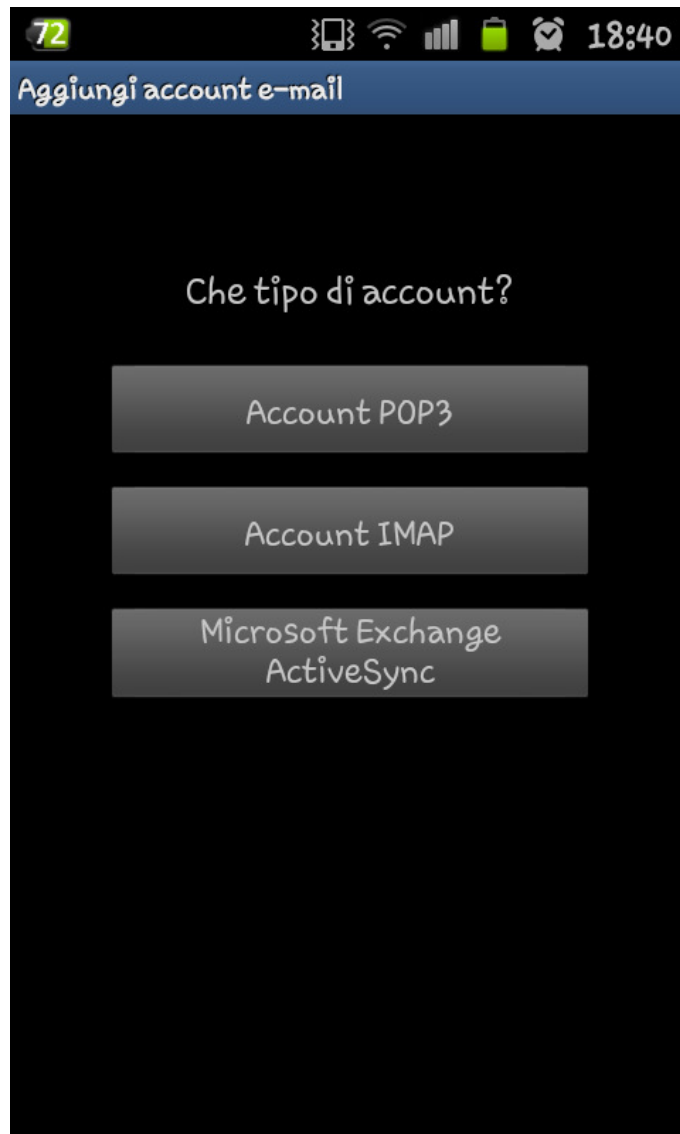 72 18:40
Aggiungi account e-mail
Che tipo di account?
Account POP3
Account IMAP
Microsoft Exchange
ActiveSync